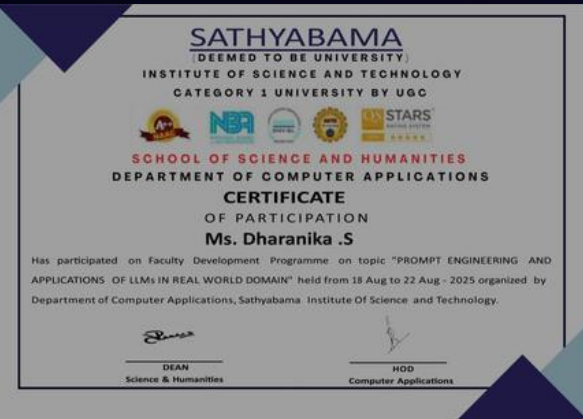 SATHYABAMA
(DEEMED TO BE UNIVERSITY)
INSTITUTE OF SCIENCE AND TECHNOLOGY
CATEGORY 1 UNIVERSITY BY UGC
A++
NBA
QS STARS
RATING SYSTEM
SCHOOL OF SCIENCE AND HUMANITIES
DEPARTMENT OF COMPUTER APPLICATIONS
CERTIFICATE
OF PARTICIPATION
Ms. Dharanika .S
Has participated on Faculty Development Programme on topic "PROMPT ENGINEERING AND
APPLICATIONS OF LLMs IN REAL WORLD DOMAIN" held from 18 Aug to 22 Aug - 2025 organized by
Department of Computer Applications, Sathyabama Institute Of Science and Technology.
DEAN
Science & Humanities
HOD
Computer Applications